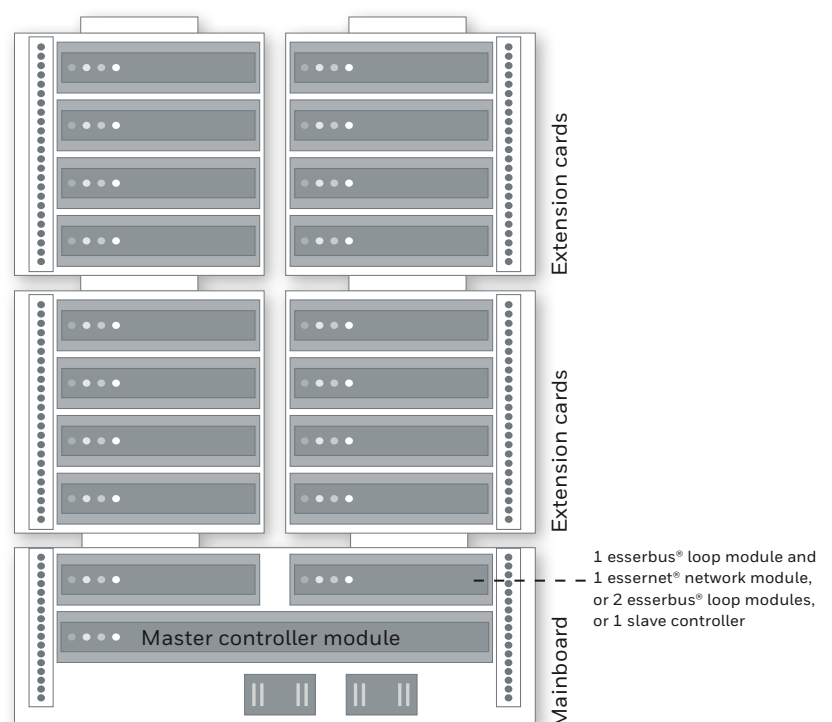 Extension cards
Extension cards
1 esserbus® loop module and
1 essernet® network module,
or 2 esserbus® loop modules,
or 1 slave controller
Master controller module
Mainboard